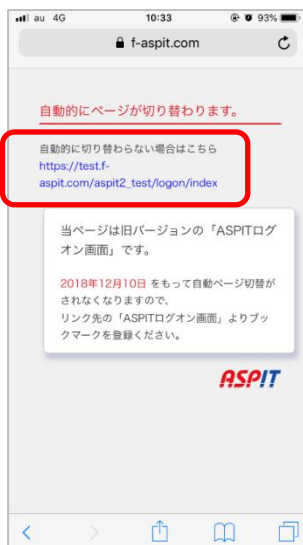 au 4G 10:33 93%
f-aspit.com
自動的にページが切り替わります。
自動的に切り替わらない場合はこちら
https://test.f-
aspit.com/aspit2_test/logon/index
当ページは旧バージョンの「ASPITログ
オン画面」です。
2018年12月10日 をもって自動ページ切替が
されなくなりますので、
リンク先の「ASPITログオン画面」よりブッ
クマークを登録ください。
ASPIT